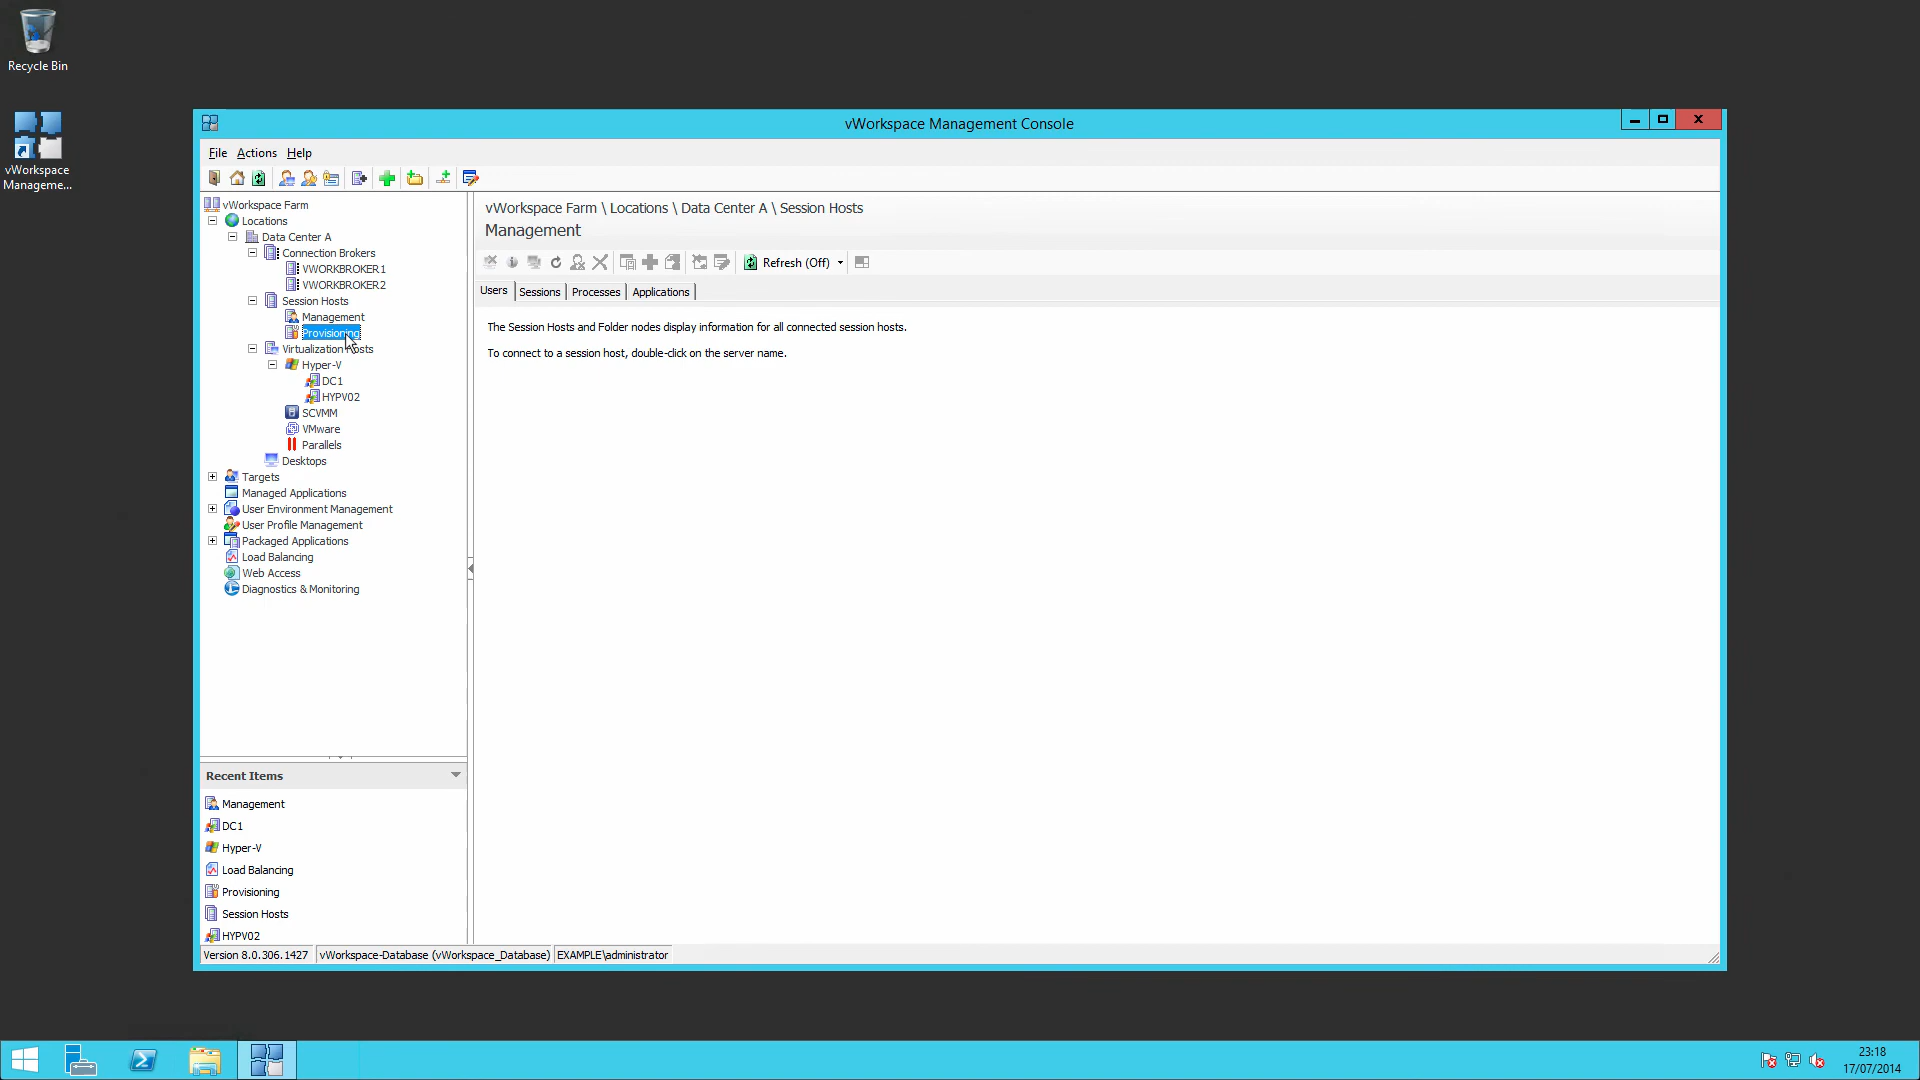 Recycle Bin
vWorkspace
Manageme...
vWorkspace Management Console
File Actions Help
vWorkspace Farm
Locations
Data Center A
Connection Brokers
VWORKBROKER1
VWORKBROKER2
Session Hosts
Management
Provisioning
Virtualization Hosts
Hyper-V
DC1
HYPV02
SCVMM
VMware
Parallels
Desktops
Targets
Managed Applications
User Environment Management
User Profile Management
Packaged Applications
Load Balancing
Web Access
Diagnostics & Monitoring
Recent Items
Management
DC1
Hyper-V
Load Balancing
Provisioning
Session Hosts
HYPV02
vWorkspace Farm \ Locations \ Data Center A \ Session Hosts
Management
Refresh (Off)
Users Sessions Processes Applications
The Session Hosts and Folder nodes display information for all connected session hosts.
To connect to a session host, double-click on the server name.
Version 8.0.306.1427 vWorkspace-Database (vWorkspace_Database) EXAMPLE\administrator
23:18
17/07/2014